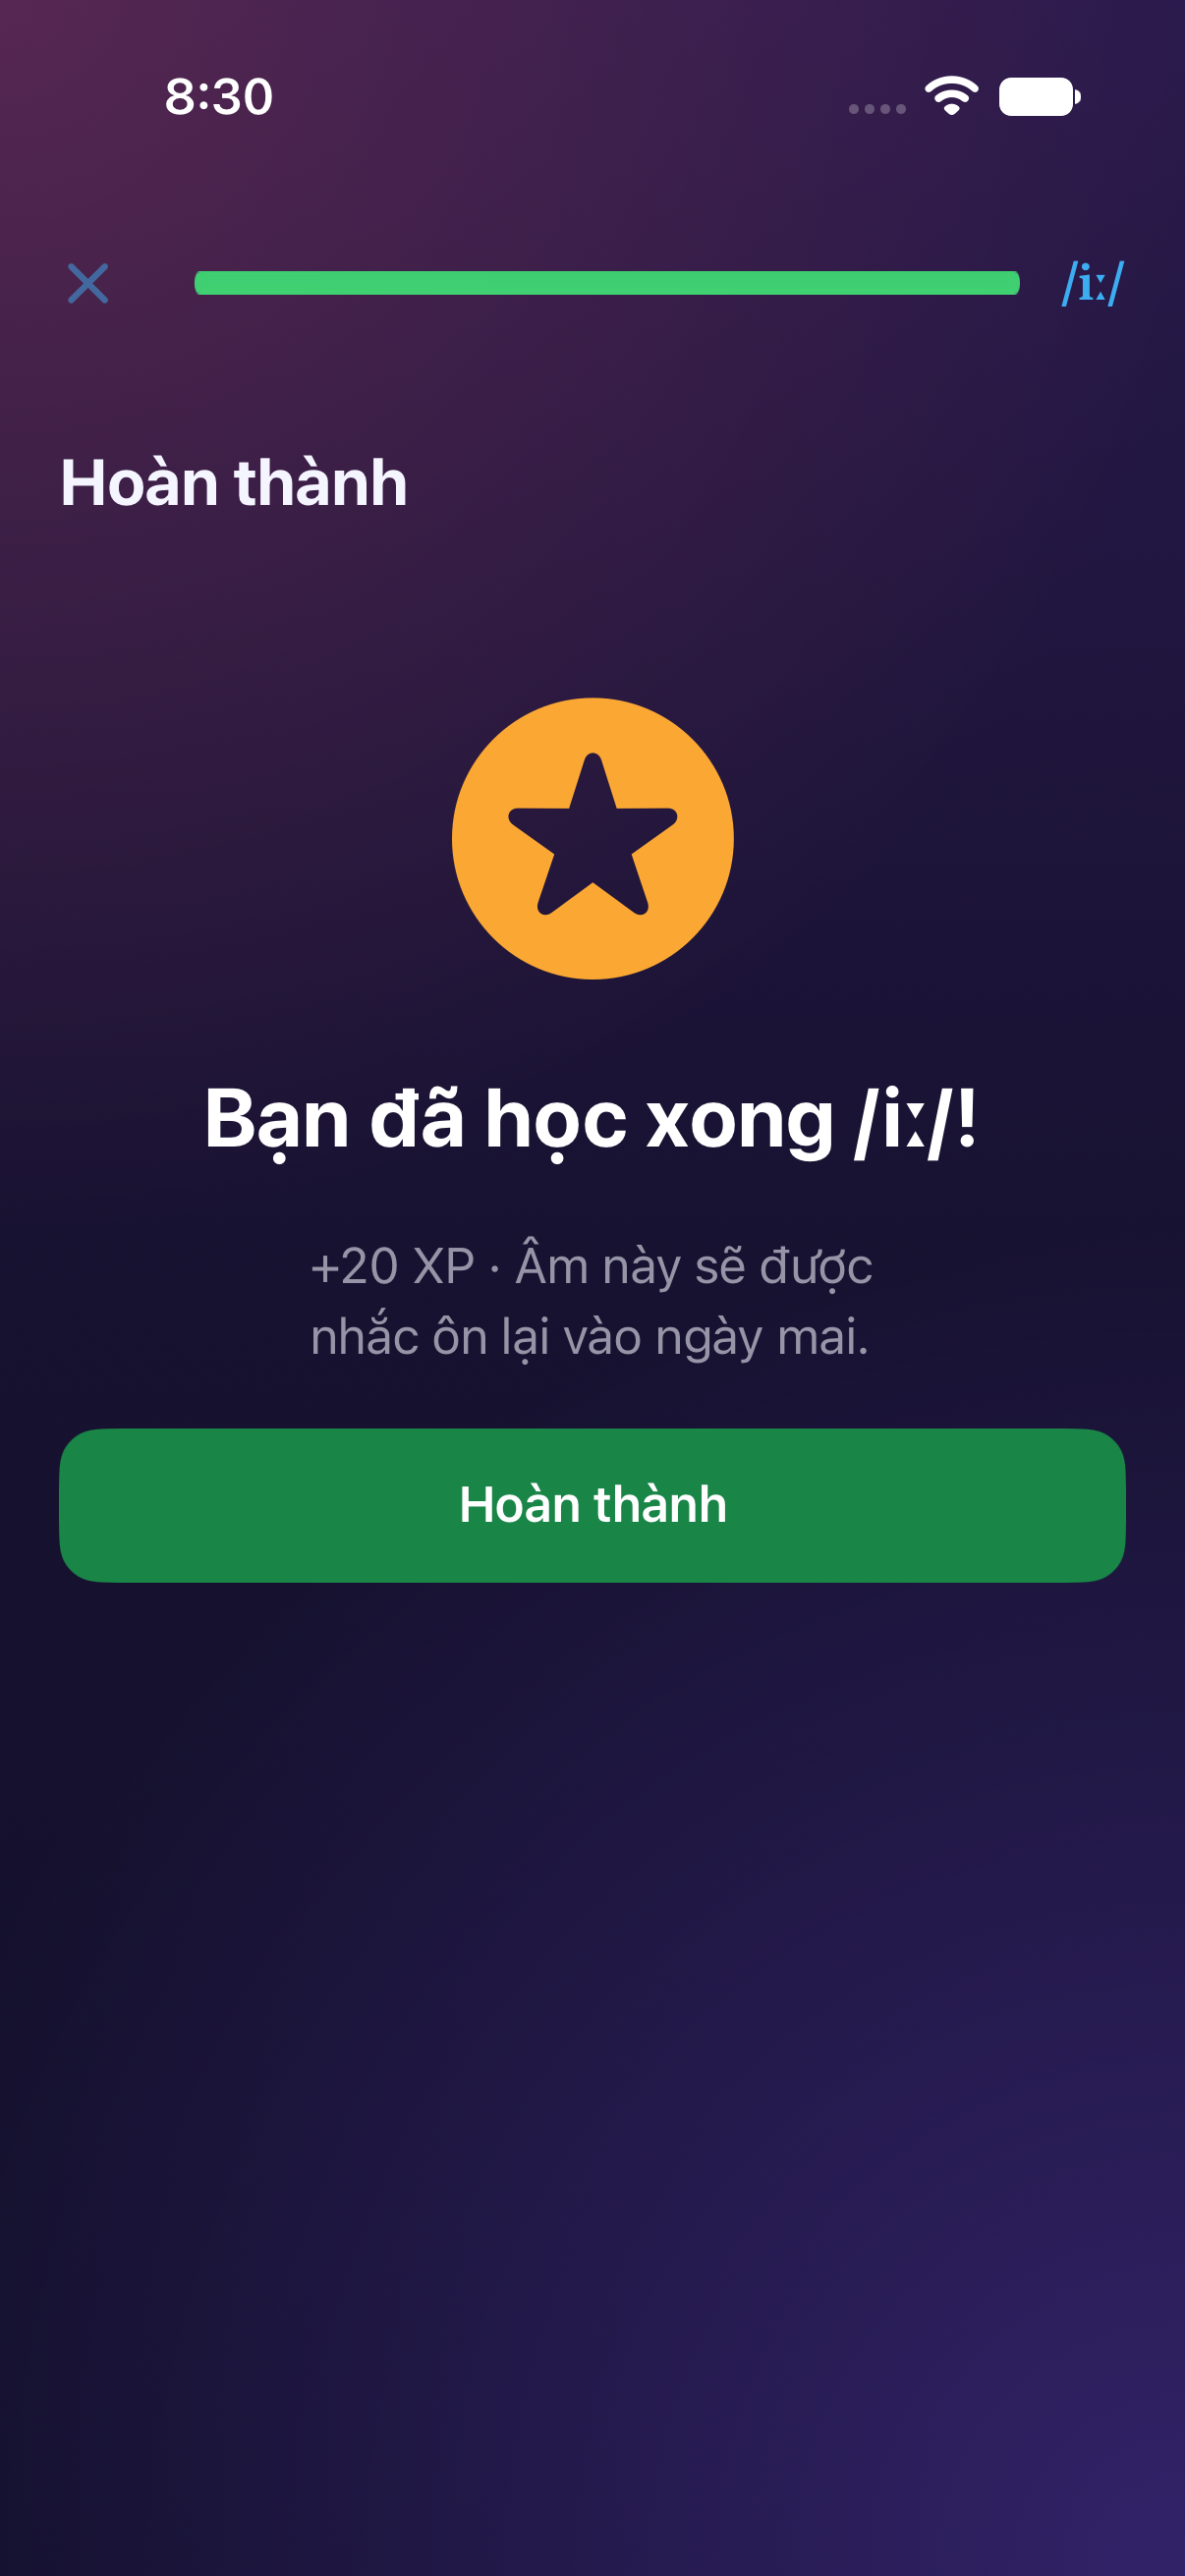 8:30
/iː/
Hoàn thành
Bạn đã học xong /iː/!
+20 XP · Âm này sẽ được
nhắc ôn lại vào ngày mai.
Hoàn thành